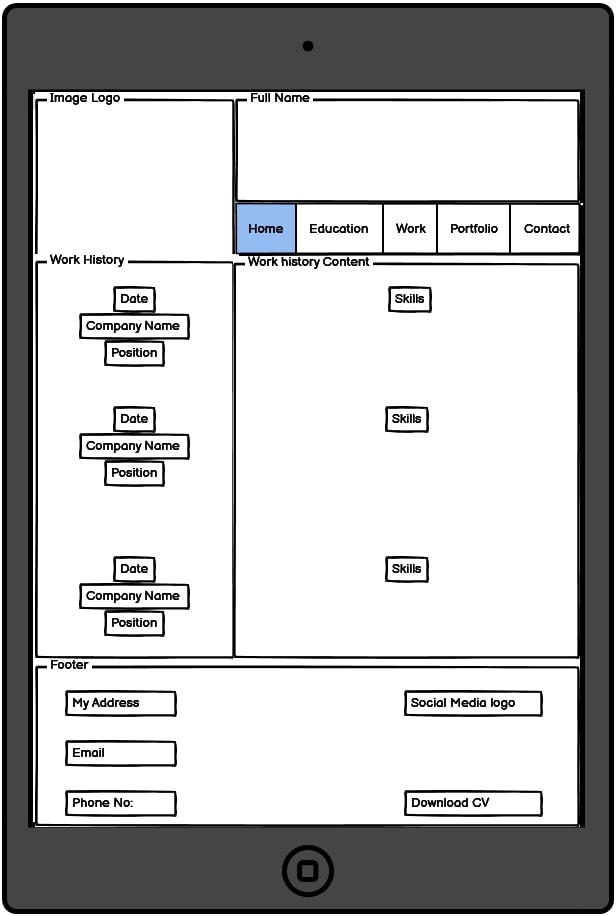 Image Logo
Full Name
Home Education Work Portfolio Contact
Work History
Work history Content
Date
Company Name
Position
Skills
Date
Company Name
Position
Skills
Date
Company Name
Position
Skills
Footer
My Address
Social Media logo
Email
Phone No:
Download CV